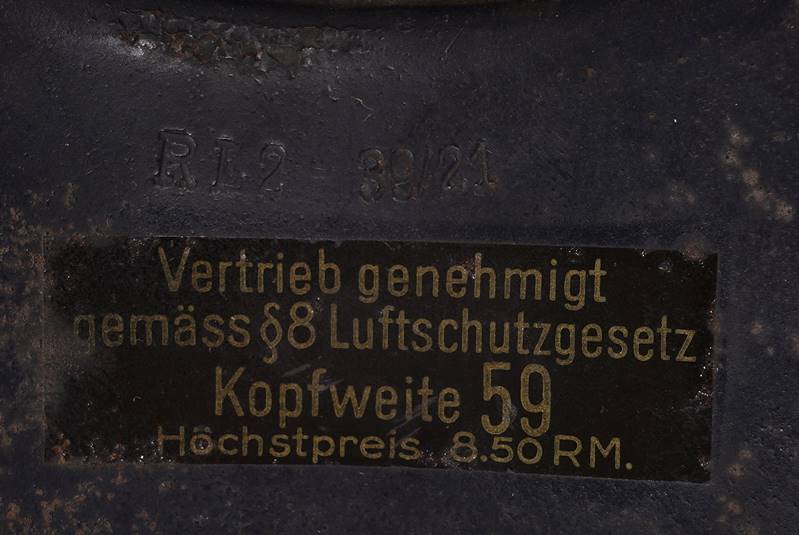 RL2-39/21
Vertrieb genehmigt
gemäss §8 Luftschutzgesetz
Kopfweite 59
Höchstpreis 8.50 RM.